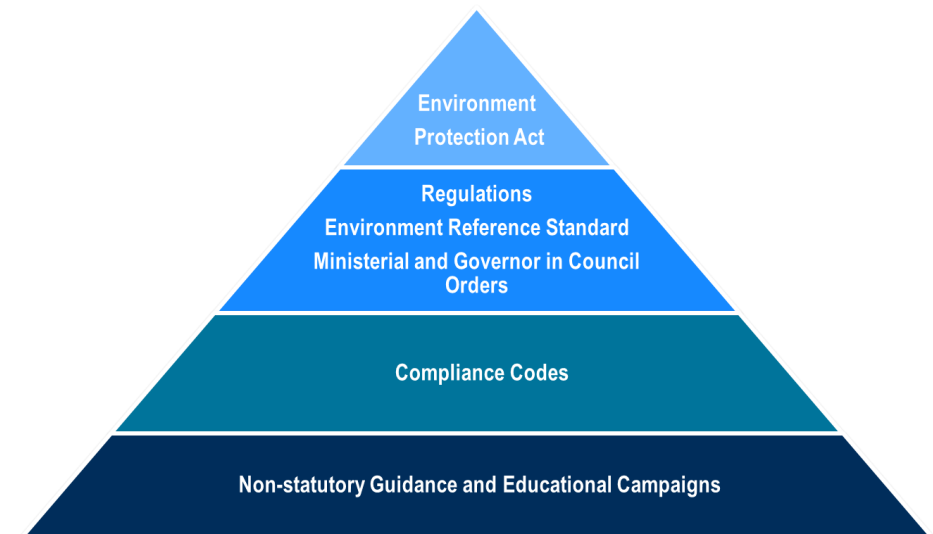 Environment
Protection Act
Regulations
Environment Reference Standard
Ministerial and Governor in Council
Orders
Compliance Codes
Non-statutory Guidance and Educational Campaigns